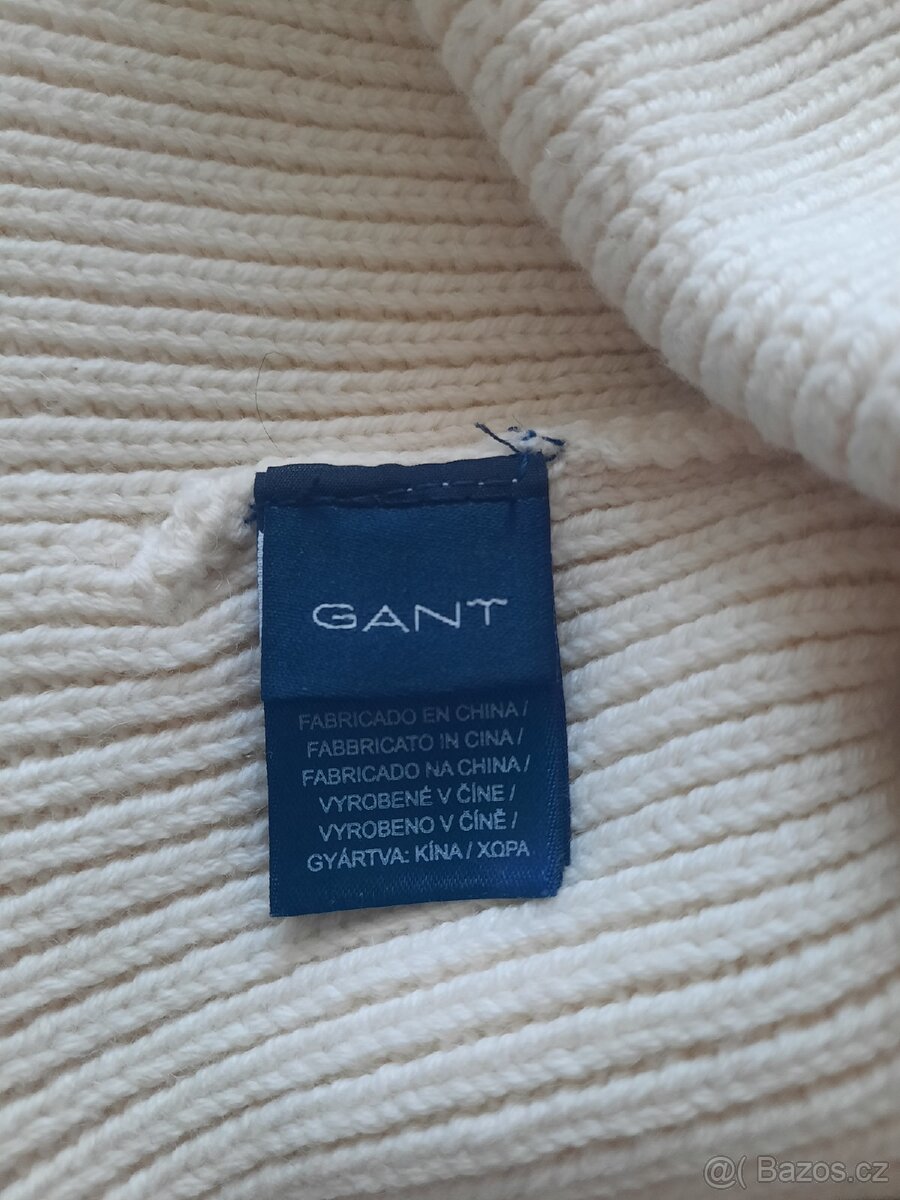 GANT
FABRICADO EN CHINA /
FABBRICATO IN CINA /
FABRICADO NA CHINA /
VYROBENÉ V ČÍNE /
VYROBENO V ČÍNĚ /
GYÁRTVA: KÍNA / ΧΩΡΑ
@( Bazos.cz